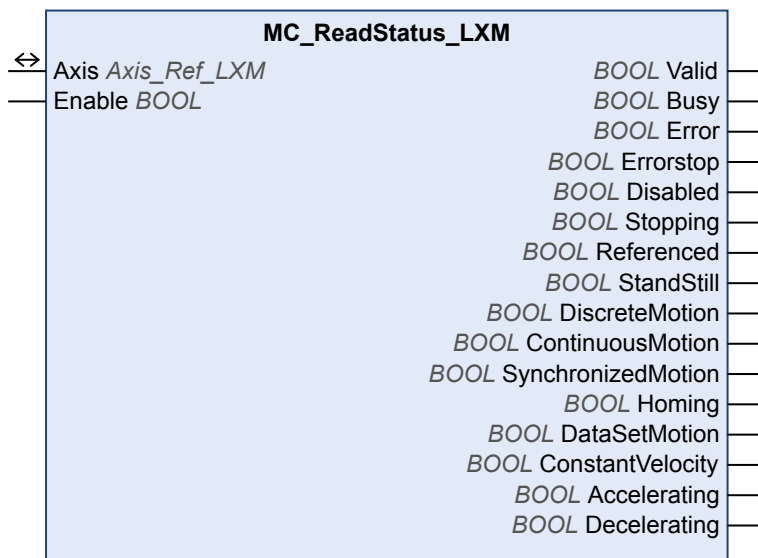 MC_ReadStatus_LXM
Axis Axis_Ref_LXM BOOL Valid
Enable BOOL BOOL Busy
BOOL Error
BOOL Errorstop
BOOL Disabled
BOOL Stopping
BOOL Referenced
BOOL StandStill
BOOL DiscreteMotion
BOOL ContinuousMotion
BOOL SynchronizedMotion
BOOL Homing
BOOL DataSetMotion
BOOL ConstantVelocity
BOOL Accelerating
BOOL Decelerating